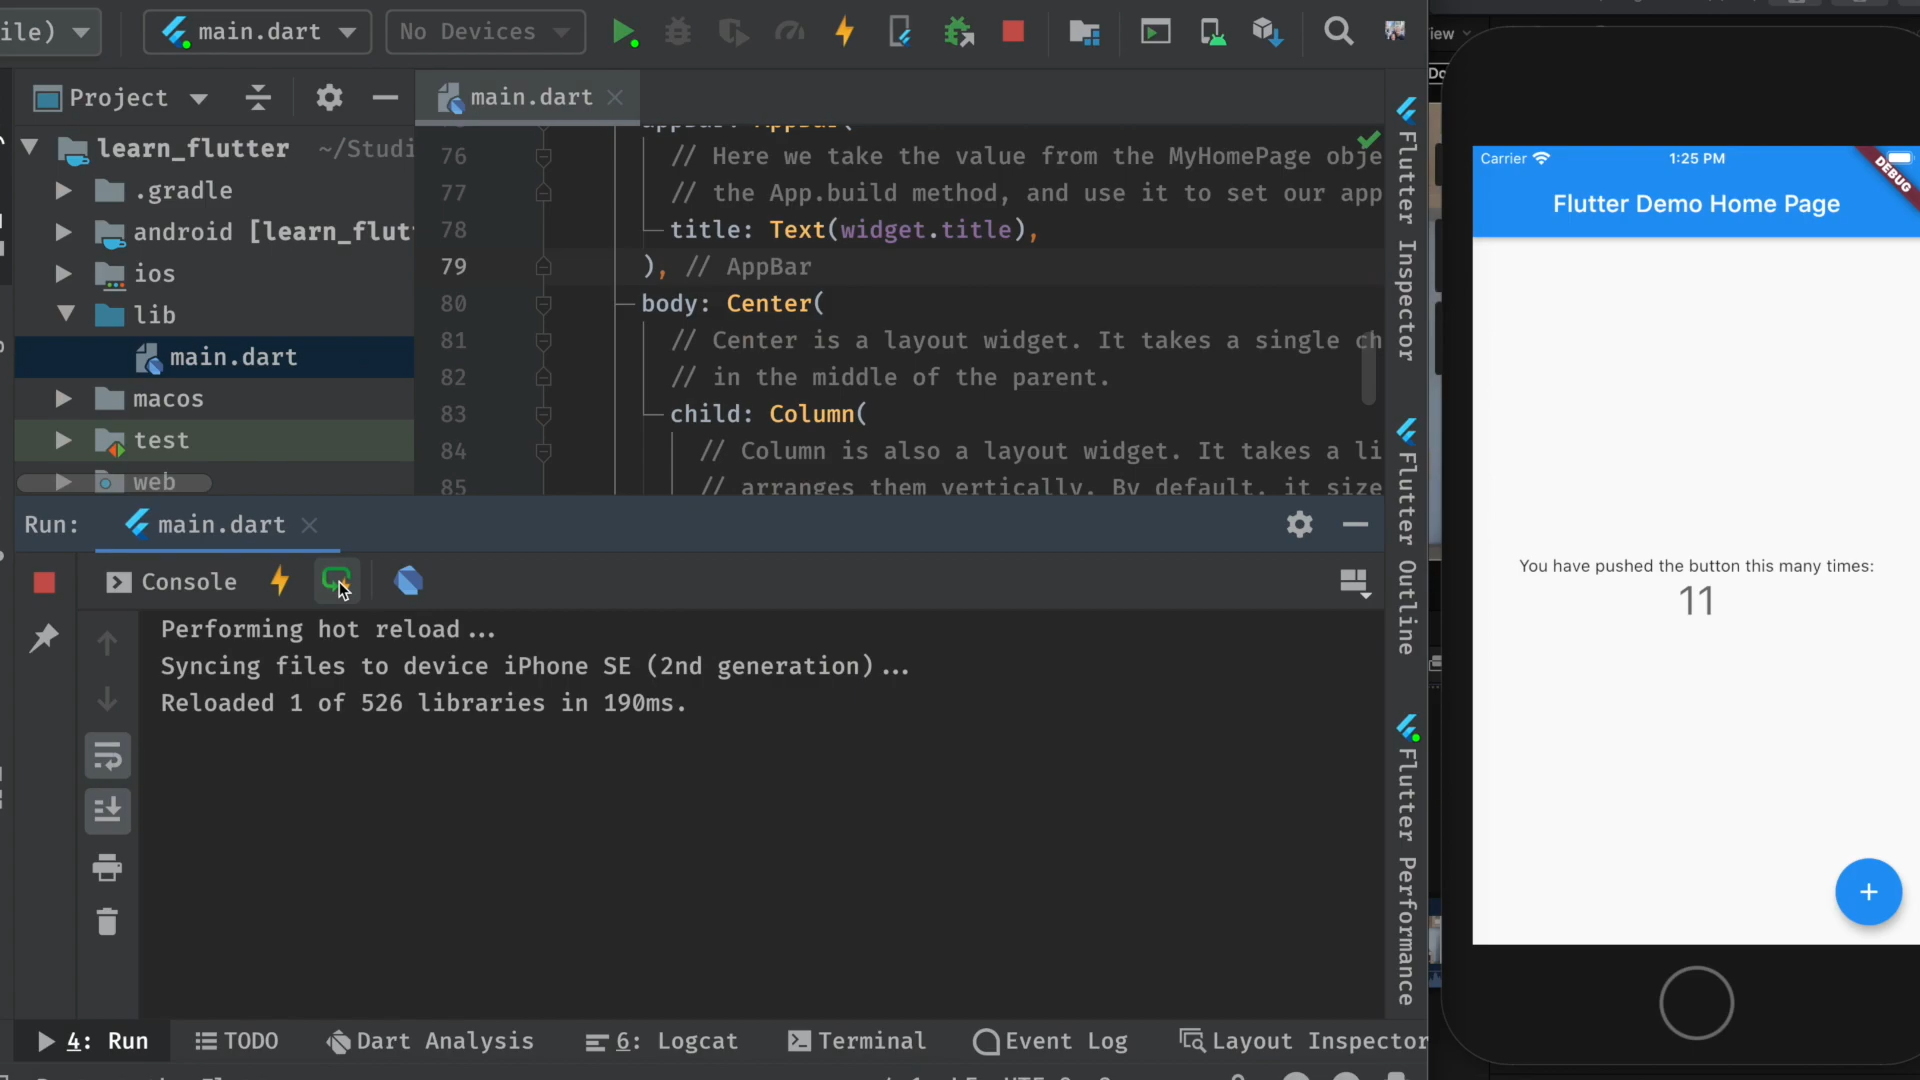 ile)
main.dart
No Devices
iew
Project
main.dart
Do
learn_flutter ~/Studi
.gradle
android [learn_flut
ios
lib
main.dart
macos
test
web
76 // Here we take the value from the MyHomePage obje
77 // the App.build method, and use it to set our app
78 title: Text(widget.title),
79 ), // AppBar
80 body: Center(
81 // Center is a layout widget. It takes a single ch
82 // in the middle of the parent.
83 child: Column(
84 // Column is also a layout widget. It takes a li
85 // arranges them vertically. By default, it size
Flutter Inspector
Flutter Outline
Flutter Performance
Run: main.dart
Console
Performing hot reload...
Syncing files to device iPhone SE (2nd generation)...
Reloaded 1 of 526 libraries in 190ms.
4: Run
TODO
Dart Analysis
6: Logcat
Terminal
Event Log
Layout Inspector
Carrier
1:25 PM
DEBUG
Flutter Demo Home Page
You have pushed the button this many times:
11
+